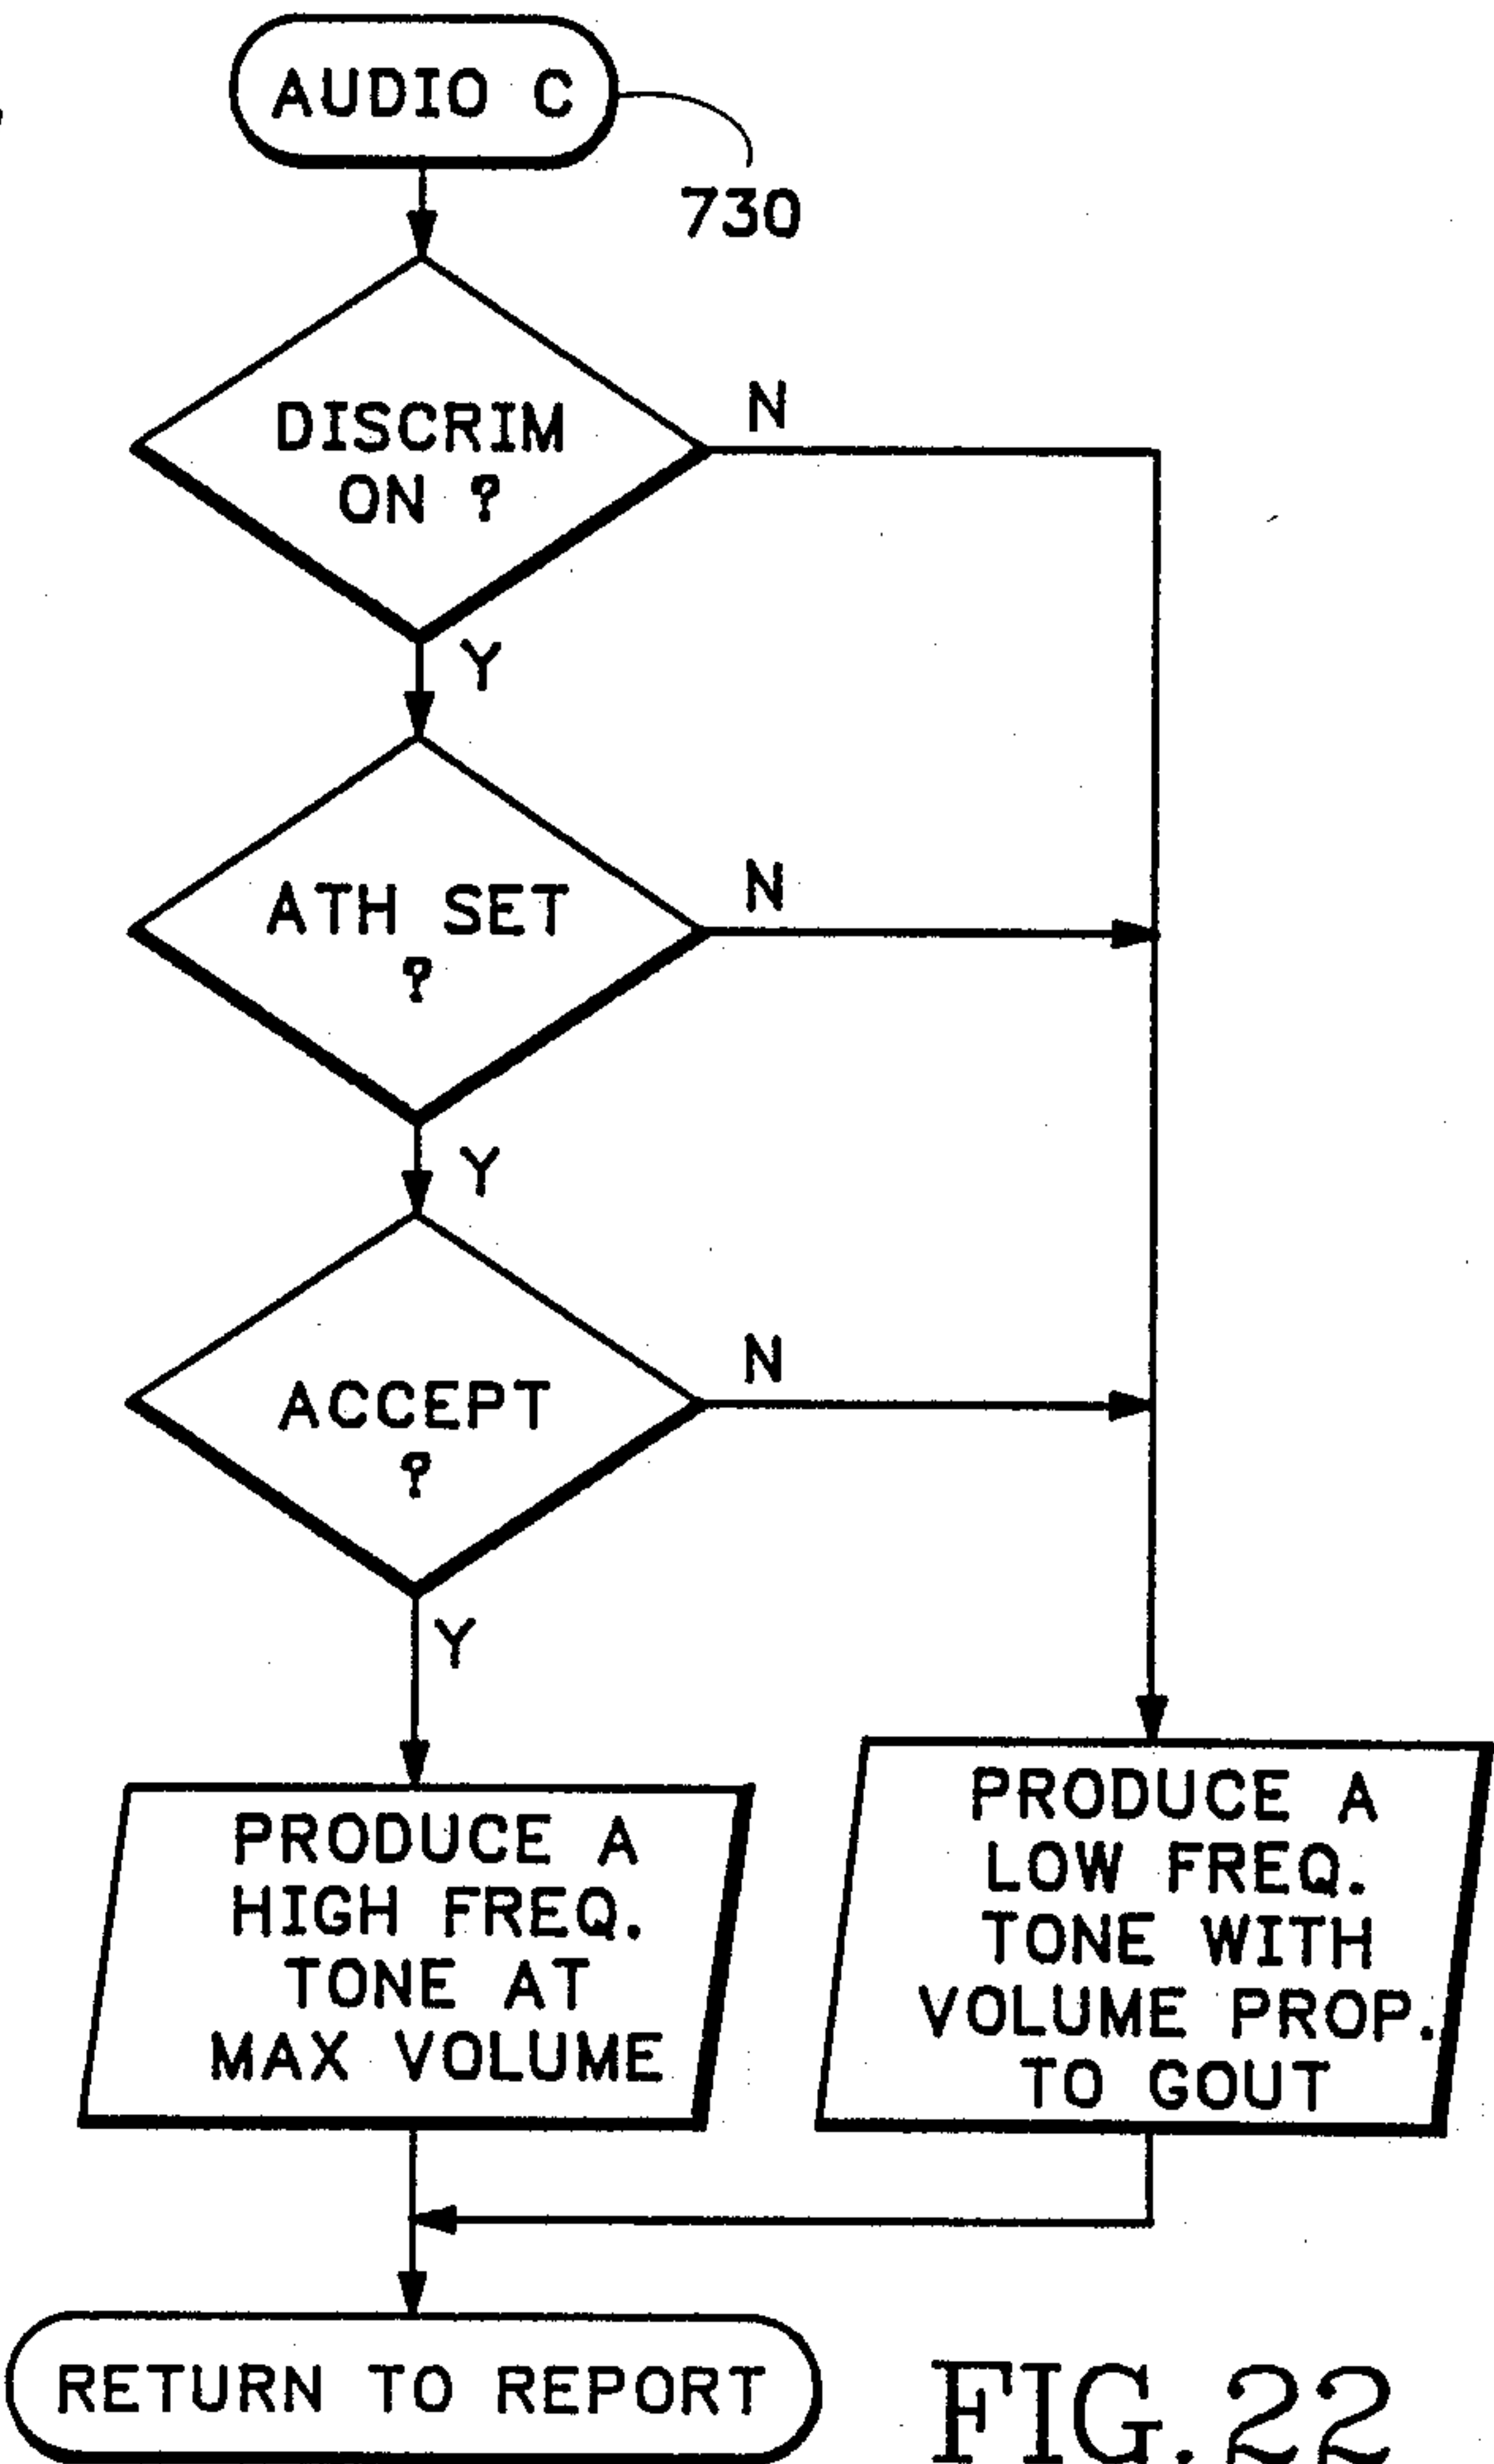 AUDIO C
730
DISCRIM
ON ?
N
Y
ATH SET
?
N
Y
ACCEPT
?
N
Y
PRODUCE A
HIGH FREQ.
TONE AT
MAX VOLUME
PRODUCE A
LOW FREQ.
TONE WITH
VOLUME PROP.
TO GOUT
RETURN TO REPORT
FIG.22